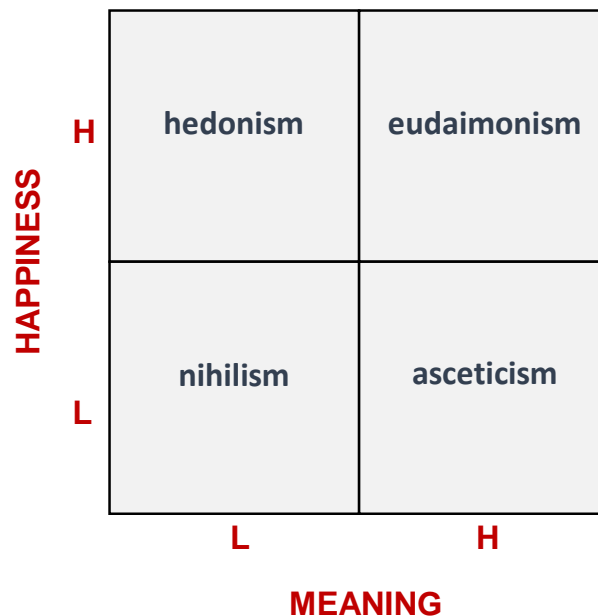 H
hedonism
eudaimonism
HAPPINESS
nihilism
asceticism
L
L
H
MEANING